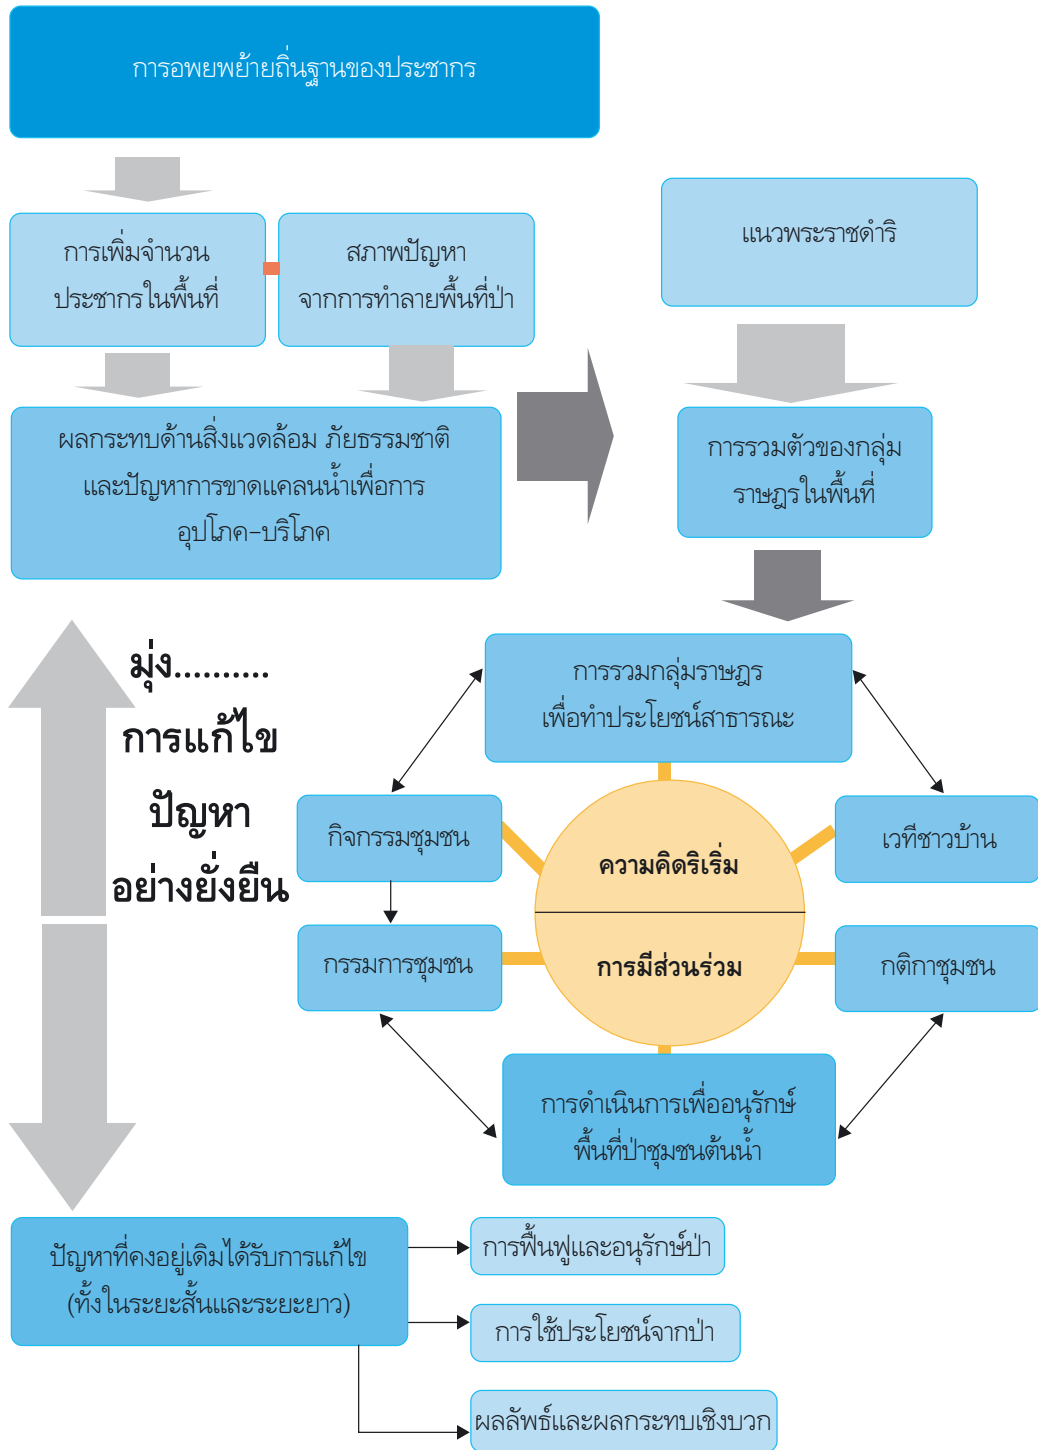 การอพยพย้ายถิ่นฐานของประชากร
การเพิ่มจำนวน
ประชากรในพื้นที่
สภาพปัญหา
จากการทำลายพื้นที่ป่า
แนวพระราชดำริ
ผลกระทบด้านสิ่งแวดล้อม ภัยธรรมชาติ
และปัญหาการขาดแคลนน้ำเพื่อการ
อุปโภค-บริโภค
การรวมตัวของกลุ่ม
ราษฎรในพื้นที่
มุ่ง..........
การแก้ไข
ปัญหา
อย่างยั่งยืน
การรวมกลุ่มราษฎร
เพื่อทำประโยชน์สาธารณะ
กิจกรรมชุมชน
ความคิดริเริ่ม
เวทีชาวบ้าน
กรรมการชุมชน
การมีส่วนร่วม
กติกาชุมชน
การดำเนินการเพื่ออนุรักษ์
พื้นที่ป่าชุมชนต้นน้ำ
ปัญหาที่คงอยู่เดิมได้รับการแก้ไข
(ทั้งในระยะสั้นและระยะยาว)
การฟื้นฟูและอนุรักษ์ป่า
การใช้ประโยชน์จากป่า
ผลลัพธ์และผลกระทบเชิงบวก